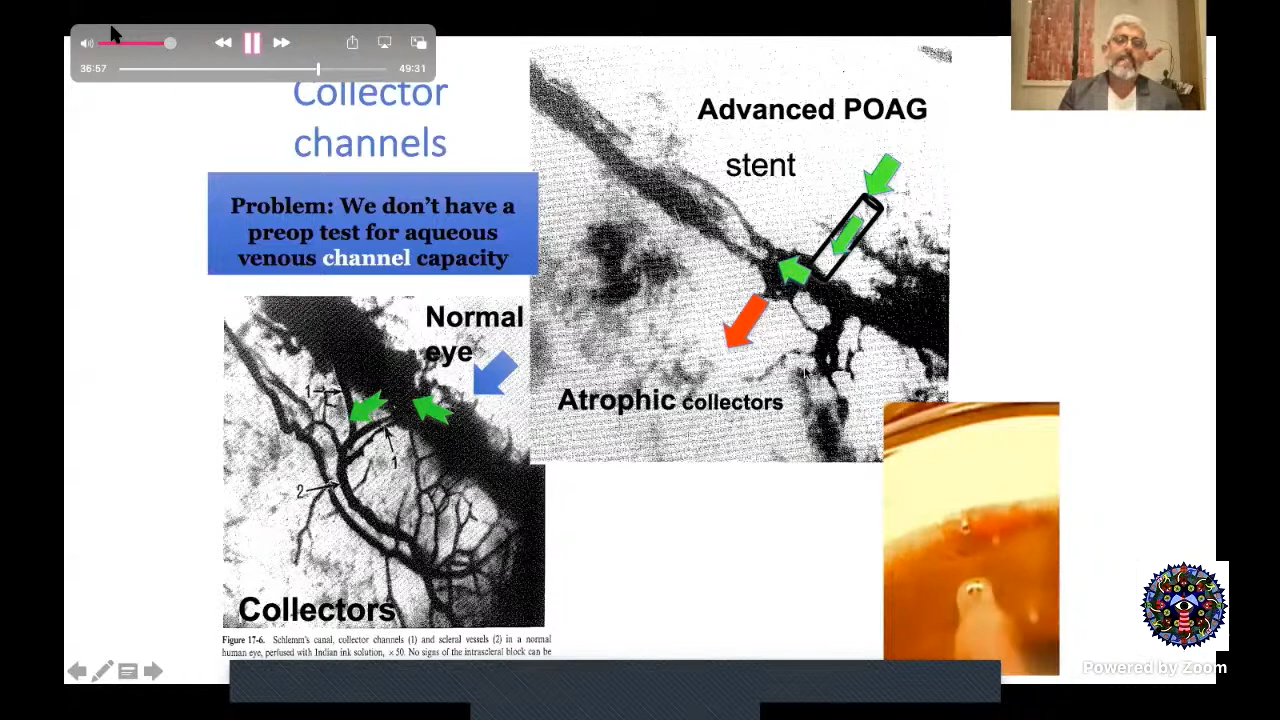 36:57
49:31
Collector
channels
Problem: We don't have a
preop test for aqueous
venous channel capacity
Advanced POAG
stent
Atrophic collectors
Normal
eye
1
1
2
Collectors
Figure 17-6. Schlemm's canal, collector channels (1) and scleral vessels (2) in a normal
human eye, perfused with Indian ink solution, ×50. No signs of the intrascleral block can be
Powered by Zoom